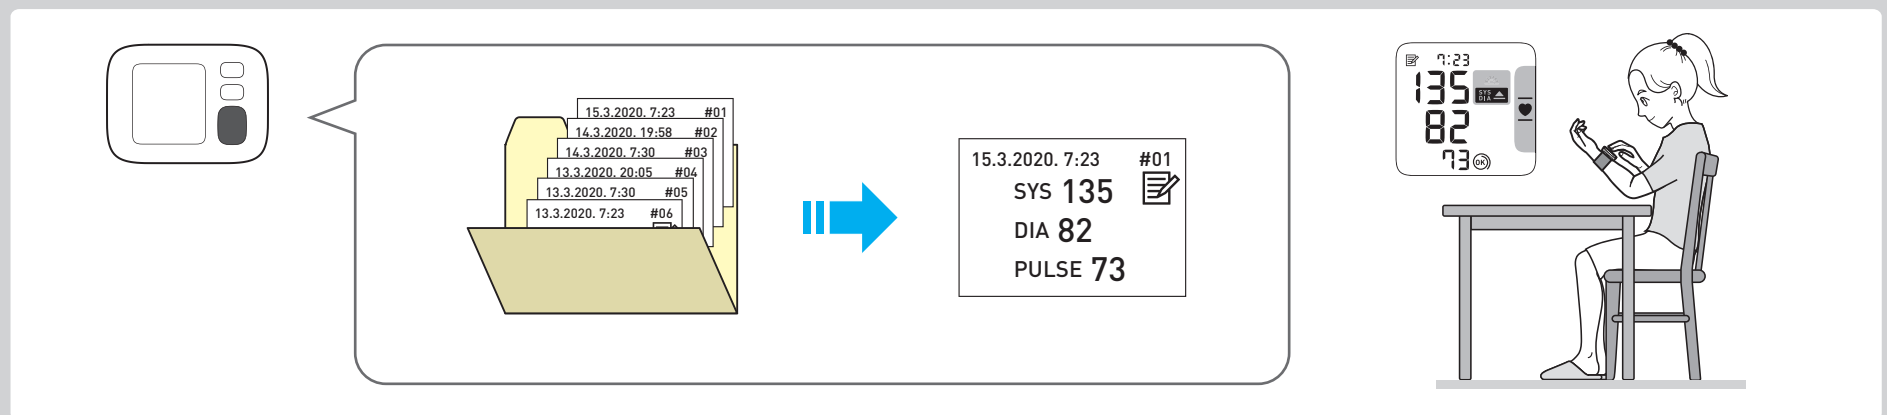 15.3.2020. 7:23 #01
14.3.2020. 19:58 #02
14.3.2020. 7:30 #03
13.3.2020. 20:05 #04
13.3.2020. 7:30 #05
13.3.2020. 7:23 #06
15.3.2020. 7:23 #01
SYS 135
DIA 82
PULSE 73
7:23
135
SYS
DIA
82
73 OK